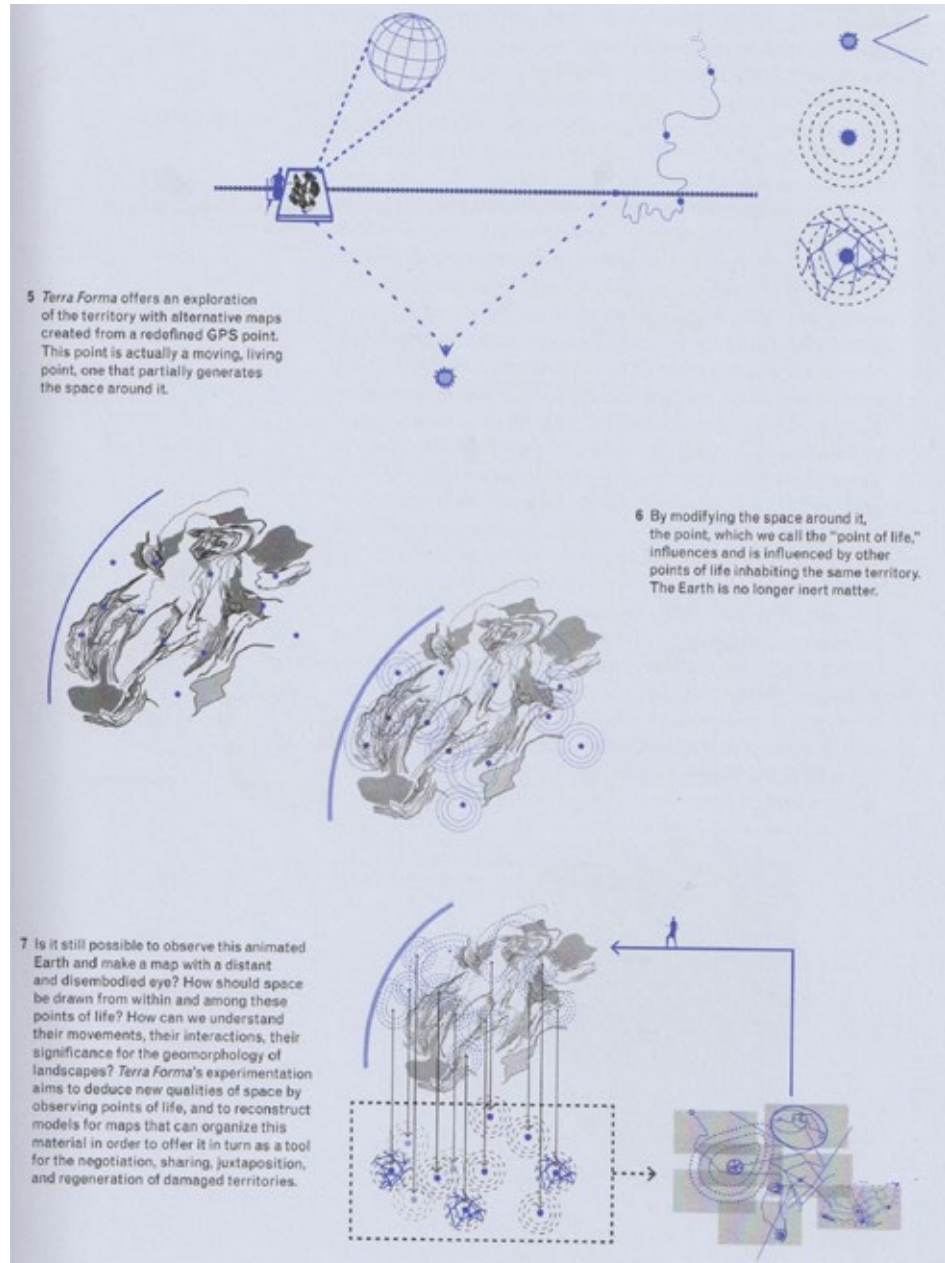 5 Terra Forma offers an exploration
of the territory with alternative maps
created from a redefined GPS point.
This point is actually a moving, living
point, one that partially generates
the space around it.
6 By modifying the space around it,
the point, which we call the "point of life,"
influences and is influenced by other
points of life inhabiting the same territory.
The Earth is no longer inert matter.
7 Is it still possible to observe this animated
Earth and make a map with a distant
and disembodied eye? How should space
be drawn from within and among these
points of life? How can we understand
their movements, their interactions, their
significance for the geomorphology of
landscapes? Terra Forma's experimentation
aims to deduce new qualities of space by
observing points of life, and to reconstruct
models for maps that can organize this
material in order to offer it in turn as a tool
for the negotiation, sharing, juxtaposition,
and regeneration of damaged territories.